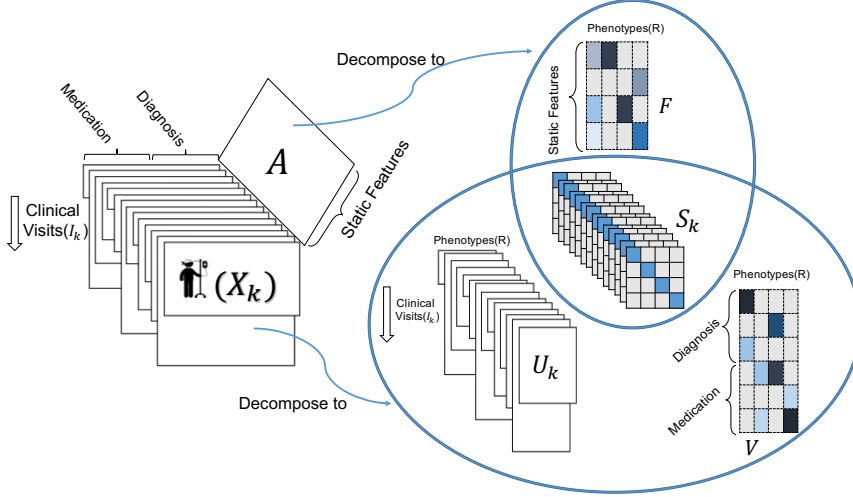 Decompose to
Phenotypes(R)
Static Features
F
Medication
Diagnosis
A
Static Features
Clinical
Visits(I_k)
(X_k)
S_k
Phenotypes(R)
Clinical
Visits(I_k)
U_k
Phenotypes(R)
Diagnosis
Medication
V
Decompose to